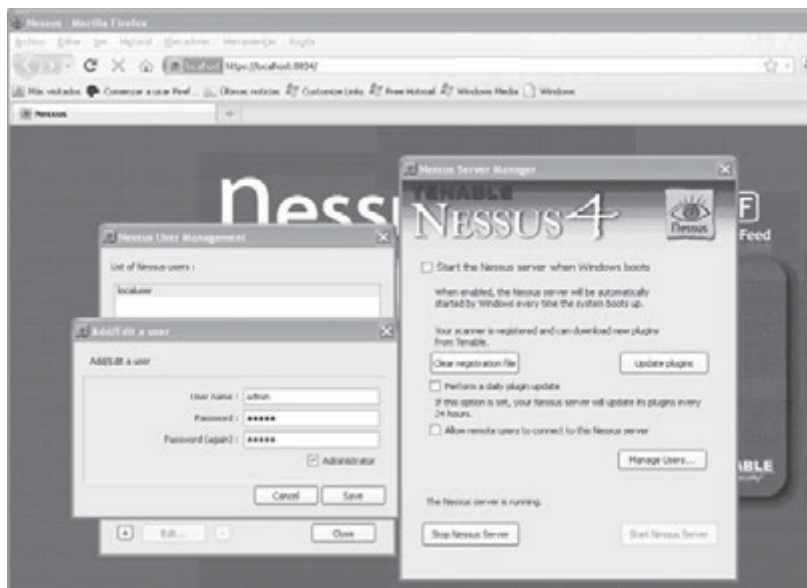 Nessus - Mozilla Firefox
Archivo Editar Ver Historial Marcadores Herramientas Ayuda
localhost https://localhost:8834/
Más visitados Comenzar a usar Firef... Últimas noticias Customize Links Free Hotmail Windows Media Windows
Nessus
ness
F
Feed
ABLE
Nessus User Management
List of Nessus users :
localuser
Add/Edit a user
Add/Edit a user
User name : admin
Password : •••••
Password (again) : •••••
Administrator
Cancel Save
+ Edit... - Close
Nessus Server Manager
TENABLE
NESSUS 4
Nessus
Start the Nessus server when Windows boots
When enabled, the Nessus server will be automatically
started by Windows every time the system boots up.
Your scanner is registered and can download new plugins
from Tenable.
Clear registration file Update plugins
Perform a daily plugin update
If this option is set, your Nessus server will update its plugins every
24 hours.
Allow remote users to connect to this Nessus server
Manage Users...
The Nessus server is running.
Stop Nessus Server Start Nessus Server